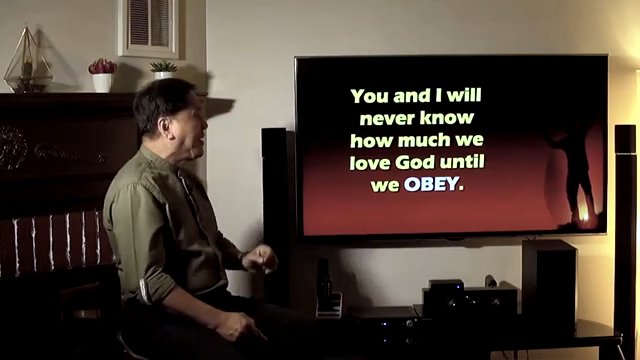 You and I will
never know
how much we
love God until
we OBEY.